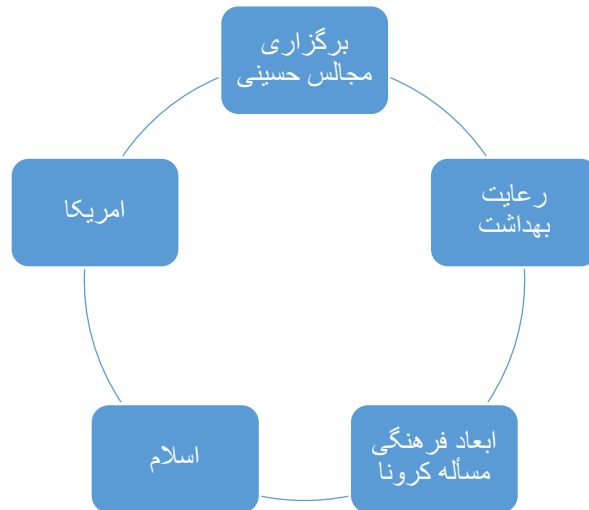 برگزاری
مجالس حسینی
رعایت
بهداشت
امریکا
ابعاد فرهنگی
مسأله کرونا
اسلام